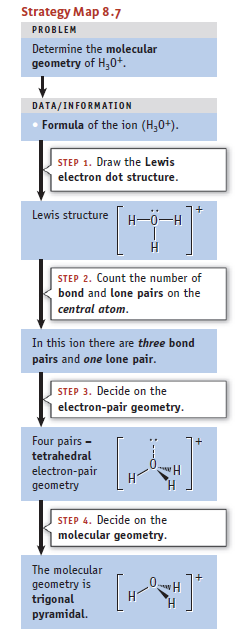 Strategy Map 8.7
PROBLEM
Determine the molecular
geometry of H₃O⁺.
DATA/INFORMATION
• Formula of the ion (H₃O⁺).
STEP 1. Draw the Lewis
electron dot structure.
Lewis structure
H—Ö—H
H
+
STEP 2. Count the number of
bond and lone pairs on the
central atom.
In this ion there are three bond
pairs and one lone pair.
STEP 3. Decide on the
electron-pair geometry.
Four pairs –
tetrahedral
electron-pair
geometry
O
H
H
H
+
STEP 4. Decide on the
molecular geometry.
The molecular
geometry is
trigonal
pyramidal.
O
H
H
H
+